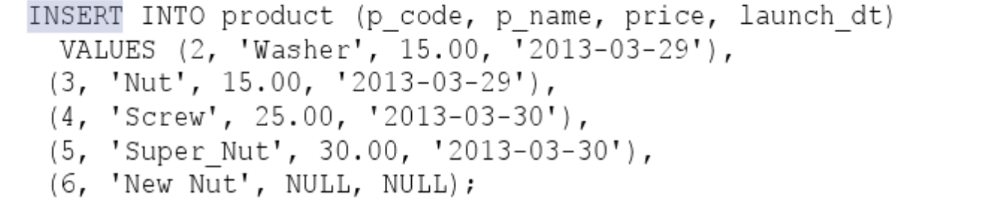 INSERT INTO product (p_code, p_name, price, launch_dt)
VALUES (2, 'Washer', 15.00, '2013-03-29'),
(3, 'Nut', 15.00, '2013-03-29'),
(4, 'Screw', 25.00, '2013-03-30'),
(5, 'Super_Nut', 30.00, '2013-03-30'),
(6, 'New Nut', NULL, NULL);